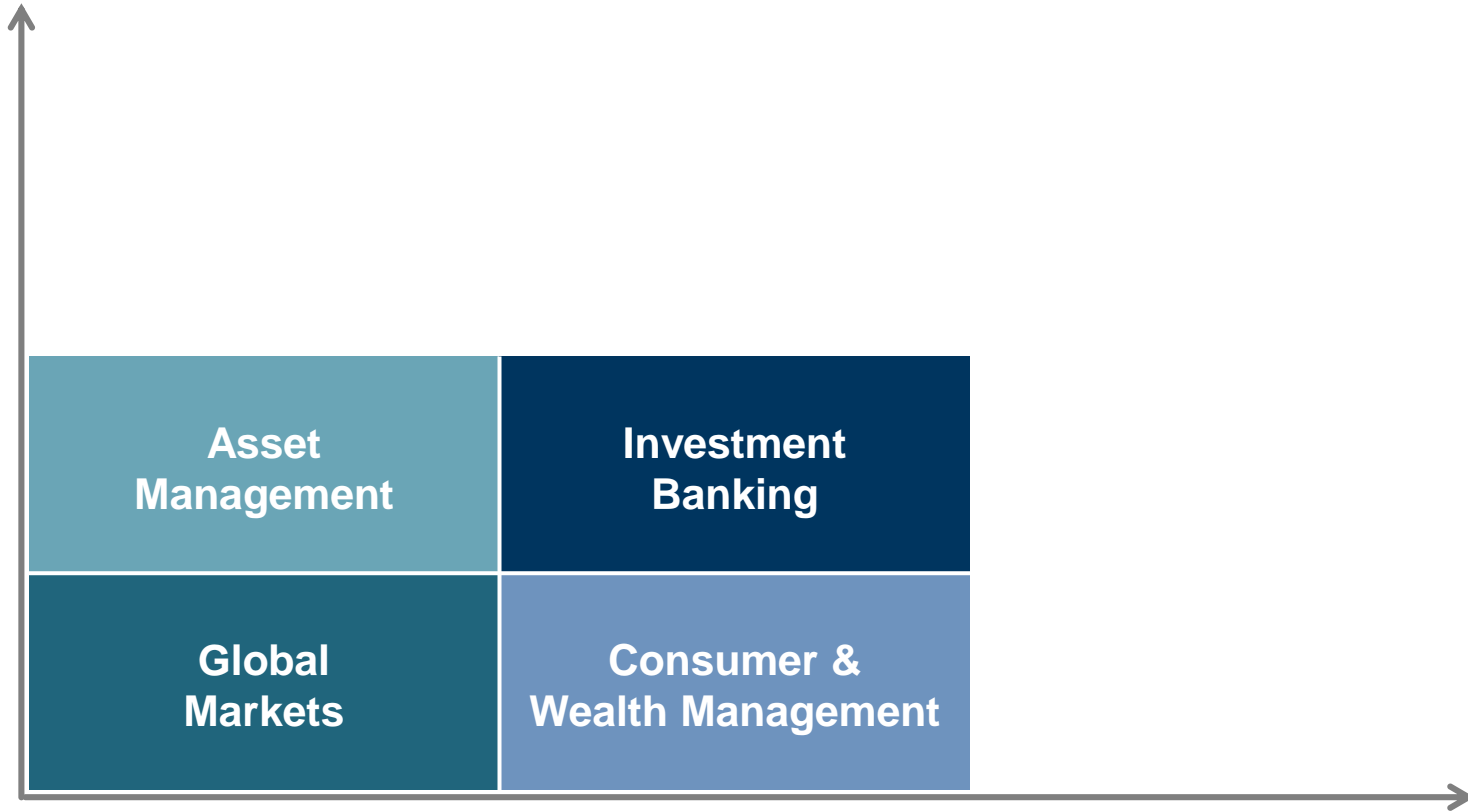 Asset
Management
Investment
Banking
Global
Markets
Consumer &
Wealth Management